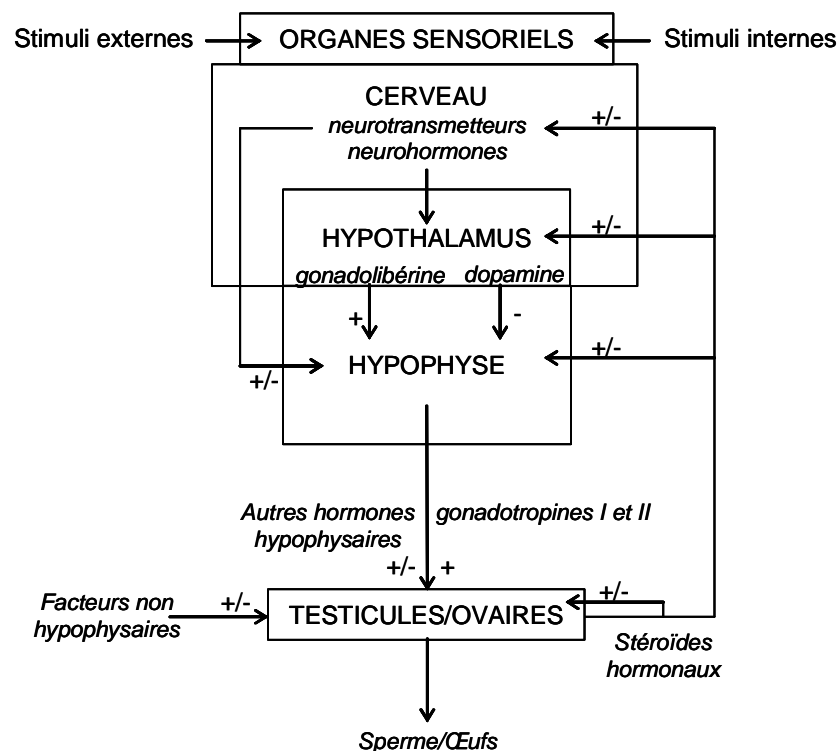 Stimuli externes
ORGANES SENSORIELS
Stimuli internes
CERVEAU
neurotransmetteurs
neurohormones
+/-
HYPOTHALAMUS
+/-
gonadolibérine
dopamine
+
-
HYPOPHYSE
+/-
+/-
Autres hormones
hypophysaires
gonadotropines I et II
+/-
+
Facteurs non
hypophysaires
+/-
TESTICULES/OVAIRES
+/-
Stéroïdes
hormonaux
Sperme/Œufs